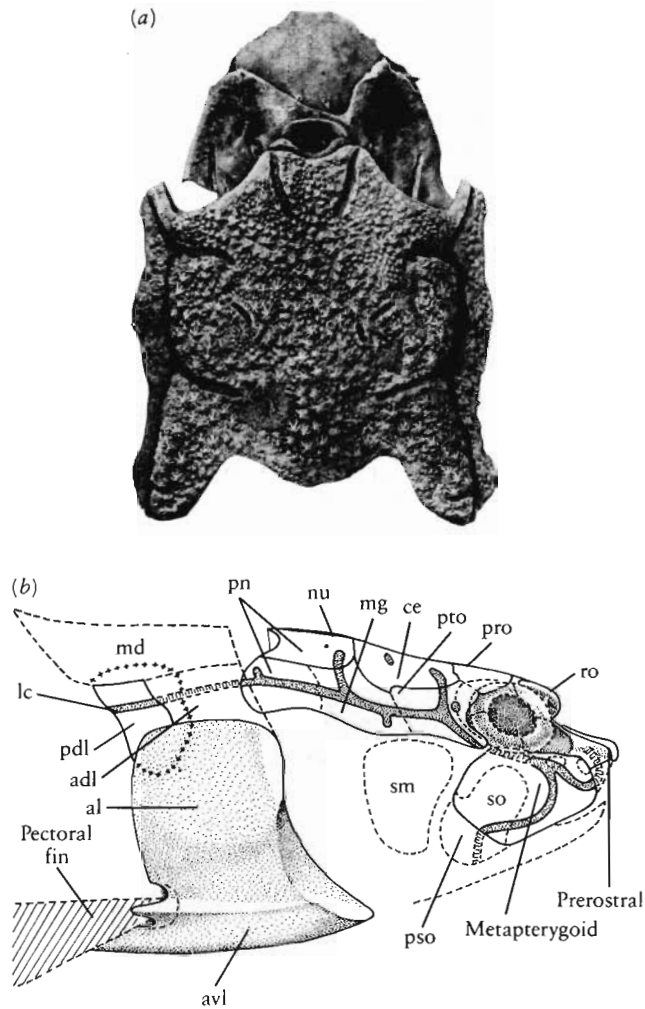 (a)
(b)
pn
nu
mg
ce
pto
pro
ro
md
lc
pdl
adl
al
Pectoral
fin
sm
so
pso
avl
Metapterygoid
Prerostral